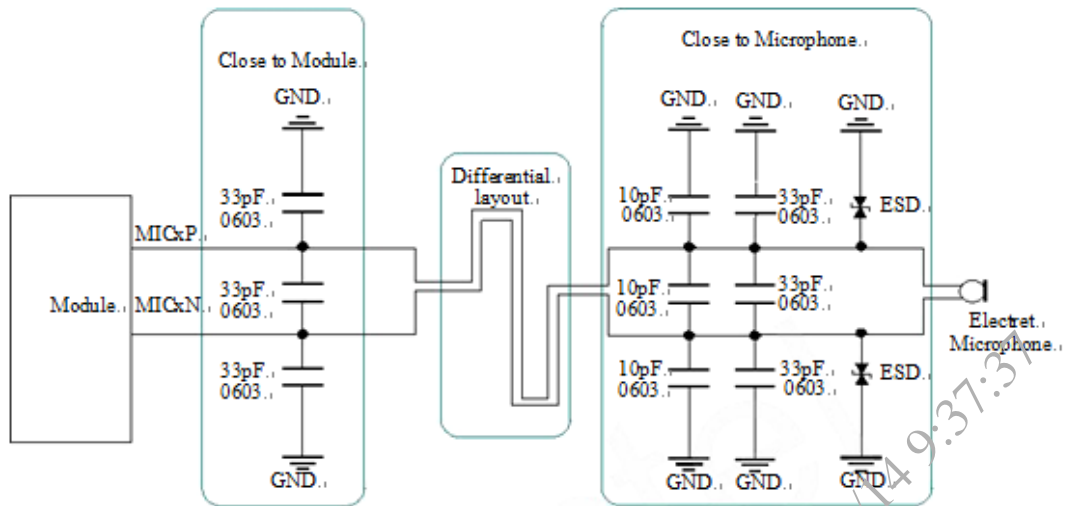 Close to Module.
GND.
33pF.
0603.
MICxP.
Module.
MICxN.
33pF.
0603.
33pF.
0603.
GND.
Differential.
layout.
Close to Microphone.
GND.
GND.
GND.
10pF.
0603.
33pF.
0603.
ESD.
10pF.
0603.
33pF.
0603.
10pF.
0603.
33pF.
0603.
ESD.
GND.
GND.
GND.
Electret.
Microphone.
9:37:37